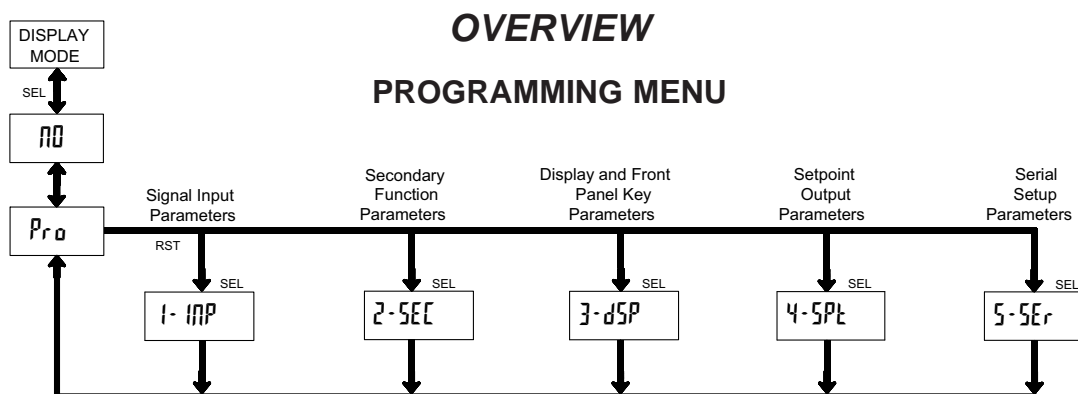 OVERVIEW
PROGRAMMING MENU
DISPLAY
MODE
SEL
NO
Pro
RST
Signal Input
Parameters
SEL
1-INP
Secondary
Function
Parameters
SEL
2-SEC
Display and Front
Panel Key
Parameters
SEL
3-dSP
Setpoint
Output
Parameters
SEL
4-SPt
Serial
Setup
Parameters
SEL
5-SEr